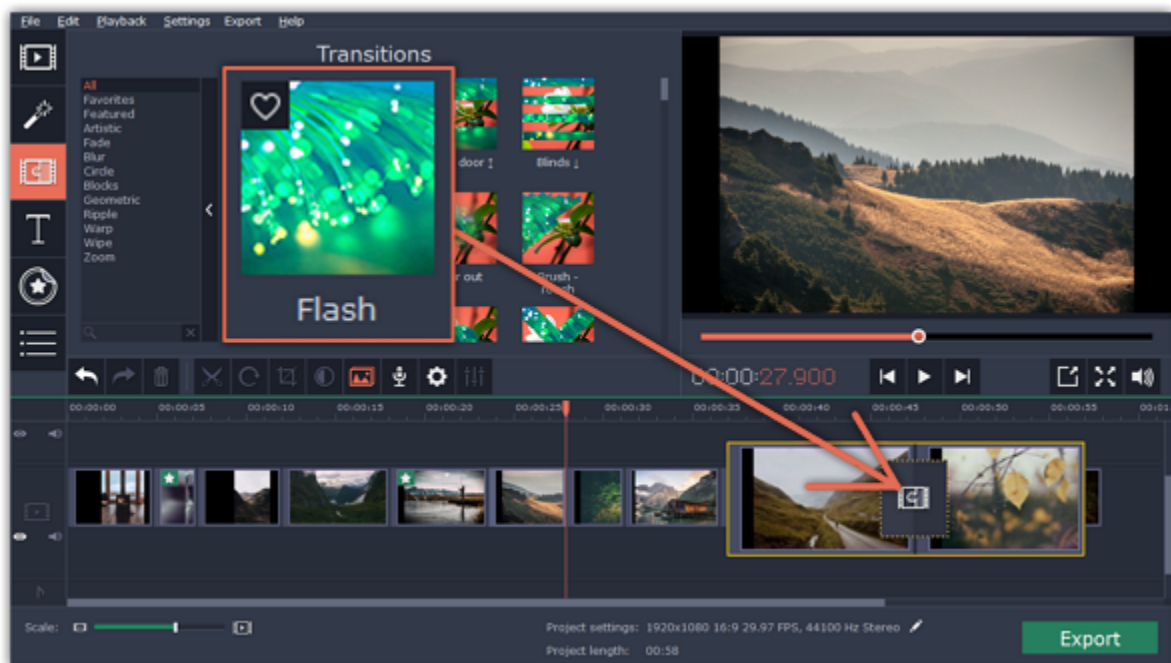 File Edit Playback Settings Export Help
Transitions
All
Favorites
Featured
Artistic
Fade
Blur
Circle
Blocks
Geometric
Ripple
Warp
Wipe
Zoom
Flash
door ↕
Blinds ↓
out
Brush -
00:00:27.900
00:00:00 00:00:05 00:00:10 00:00:15 00:00:20 00:00:25 00:00:30 00:00:35 00:00:40 00:00:45 00:00:50 00:00:55
Scale:
Project settings: 1920x1080 16:9 29.97 FPS, 44100 Hz Stereo
Project length: 00:58
Export